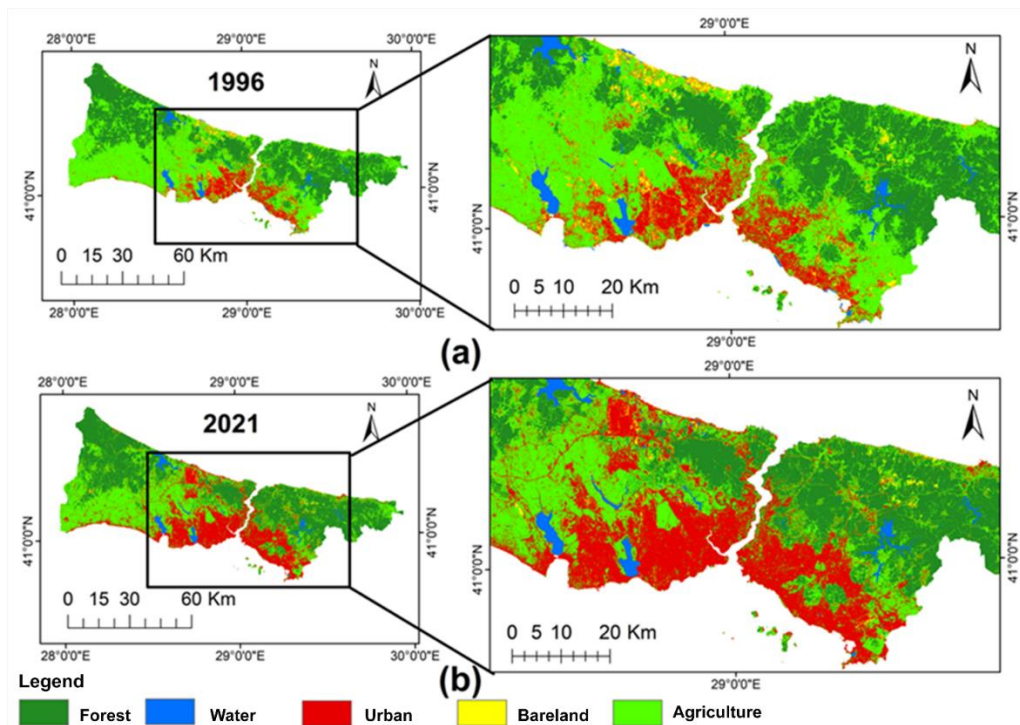 28°0'0"E 29°0'0"E 30°0'0"E
1996
N
41°0'0"N
41°0'0"N
0 15 30 60 Km
28°0'0"E 29°0'0"E 30°0'0"E
29°0'0"E
N
41°0'0"N
41°0'0"N
0 5 10 20 Km
29°0'0"E
(a)
28°0'0"E 29°0'0"E 30°0'0"E
2021
N
41°0'0"N
41°0'0"N
0 15 30 60 Km
28°0'0"E 29°0'0"E 30°0'0"E
29°0'0"E
N
41°0'0"N
41°0'0"N
0 5 10 20 Km
29°0'0"E
(b)
Legend
Forest Water Urban Bareland Agriculture